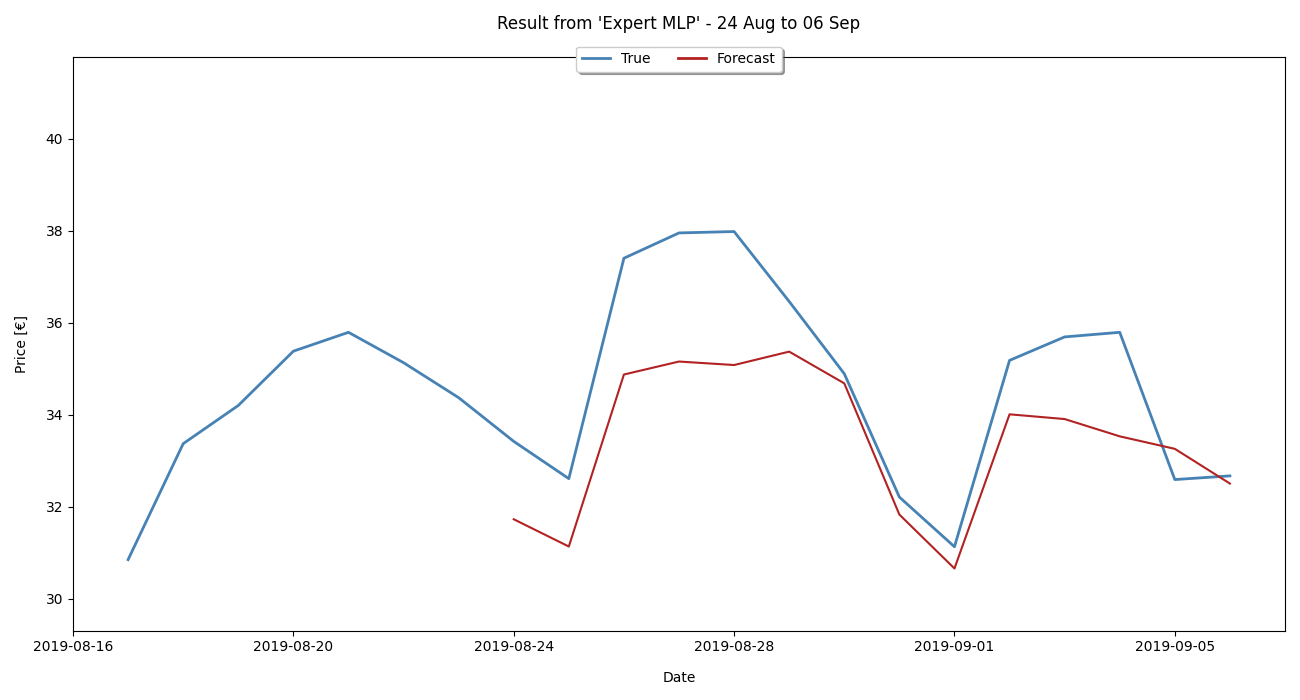 Result from 'Expert MLP' - 24 Aug to 06 Sep
True Forecast
Price [€]
40
38
36
34
32
30
2019-08-16 2019-08-20 2019-08-24 2019-08-28 2019-09-01 2019-09-05
Date